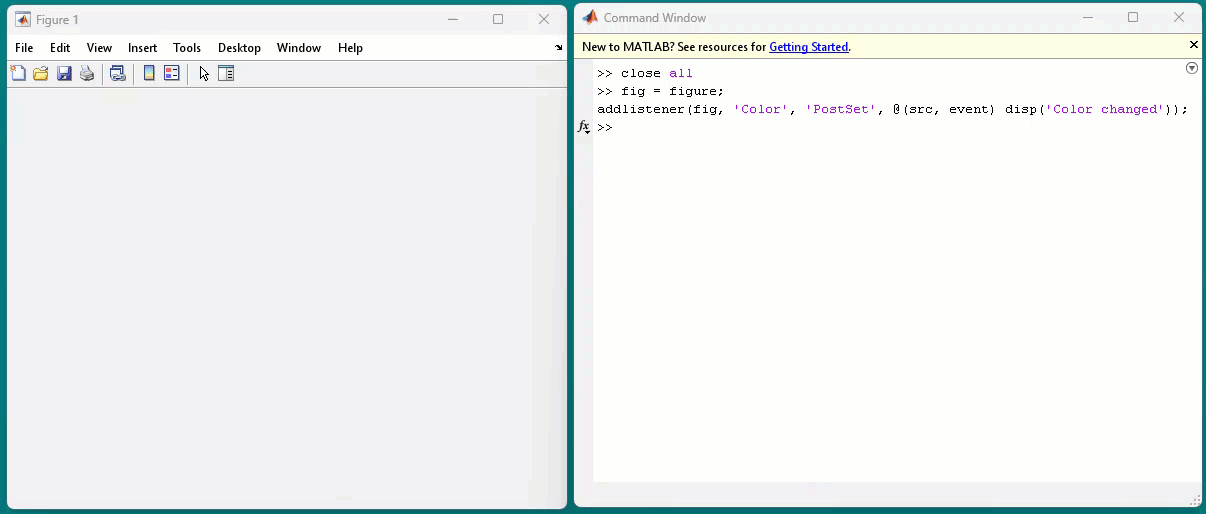 Figure 1
File Edit View Insert Tools Desktop Window Help
Command Window
New to MATLAB? See resources for Getting Started.
>> close all
>> fig = figure;
addlistener(fig, 'Color', 'PostSet', @(src, event) disp('Color changed'));
fx >>